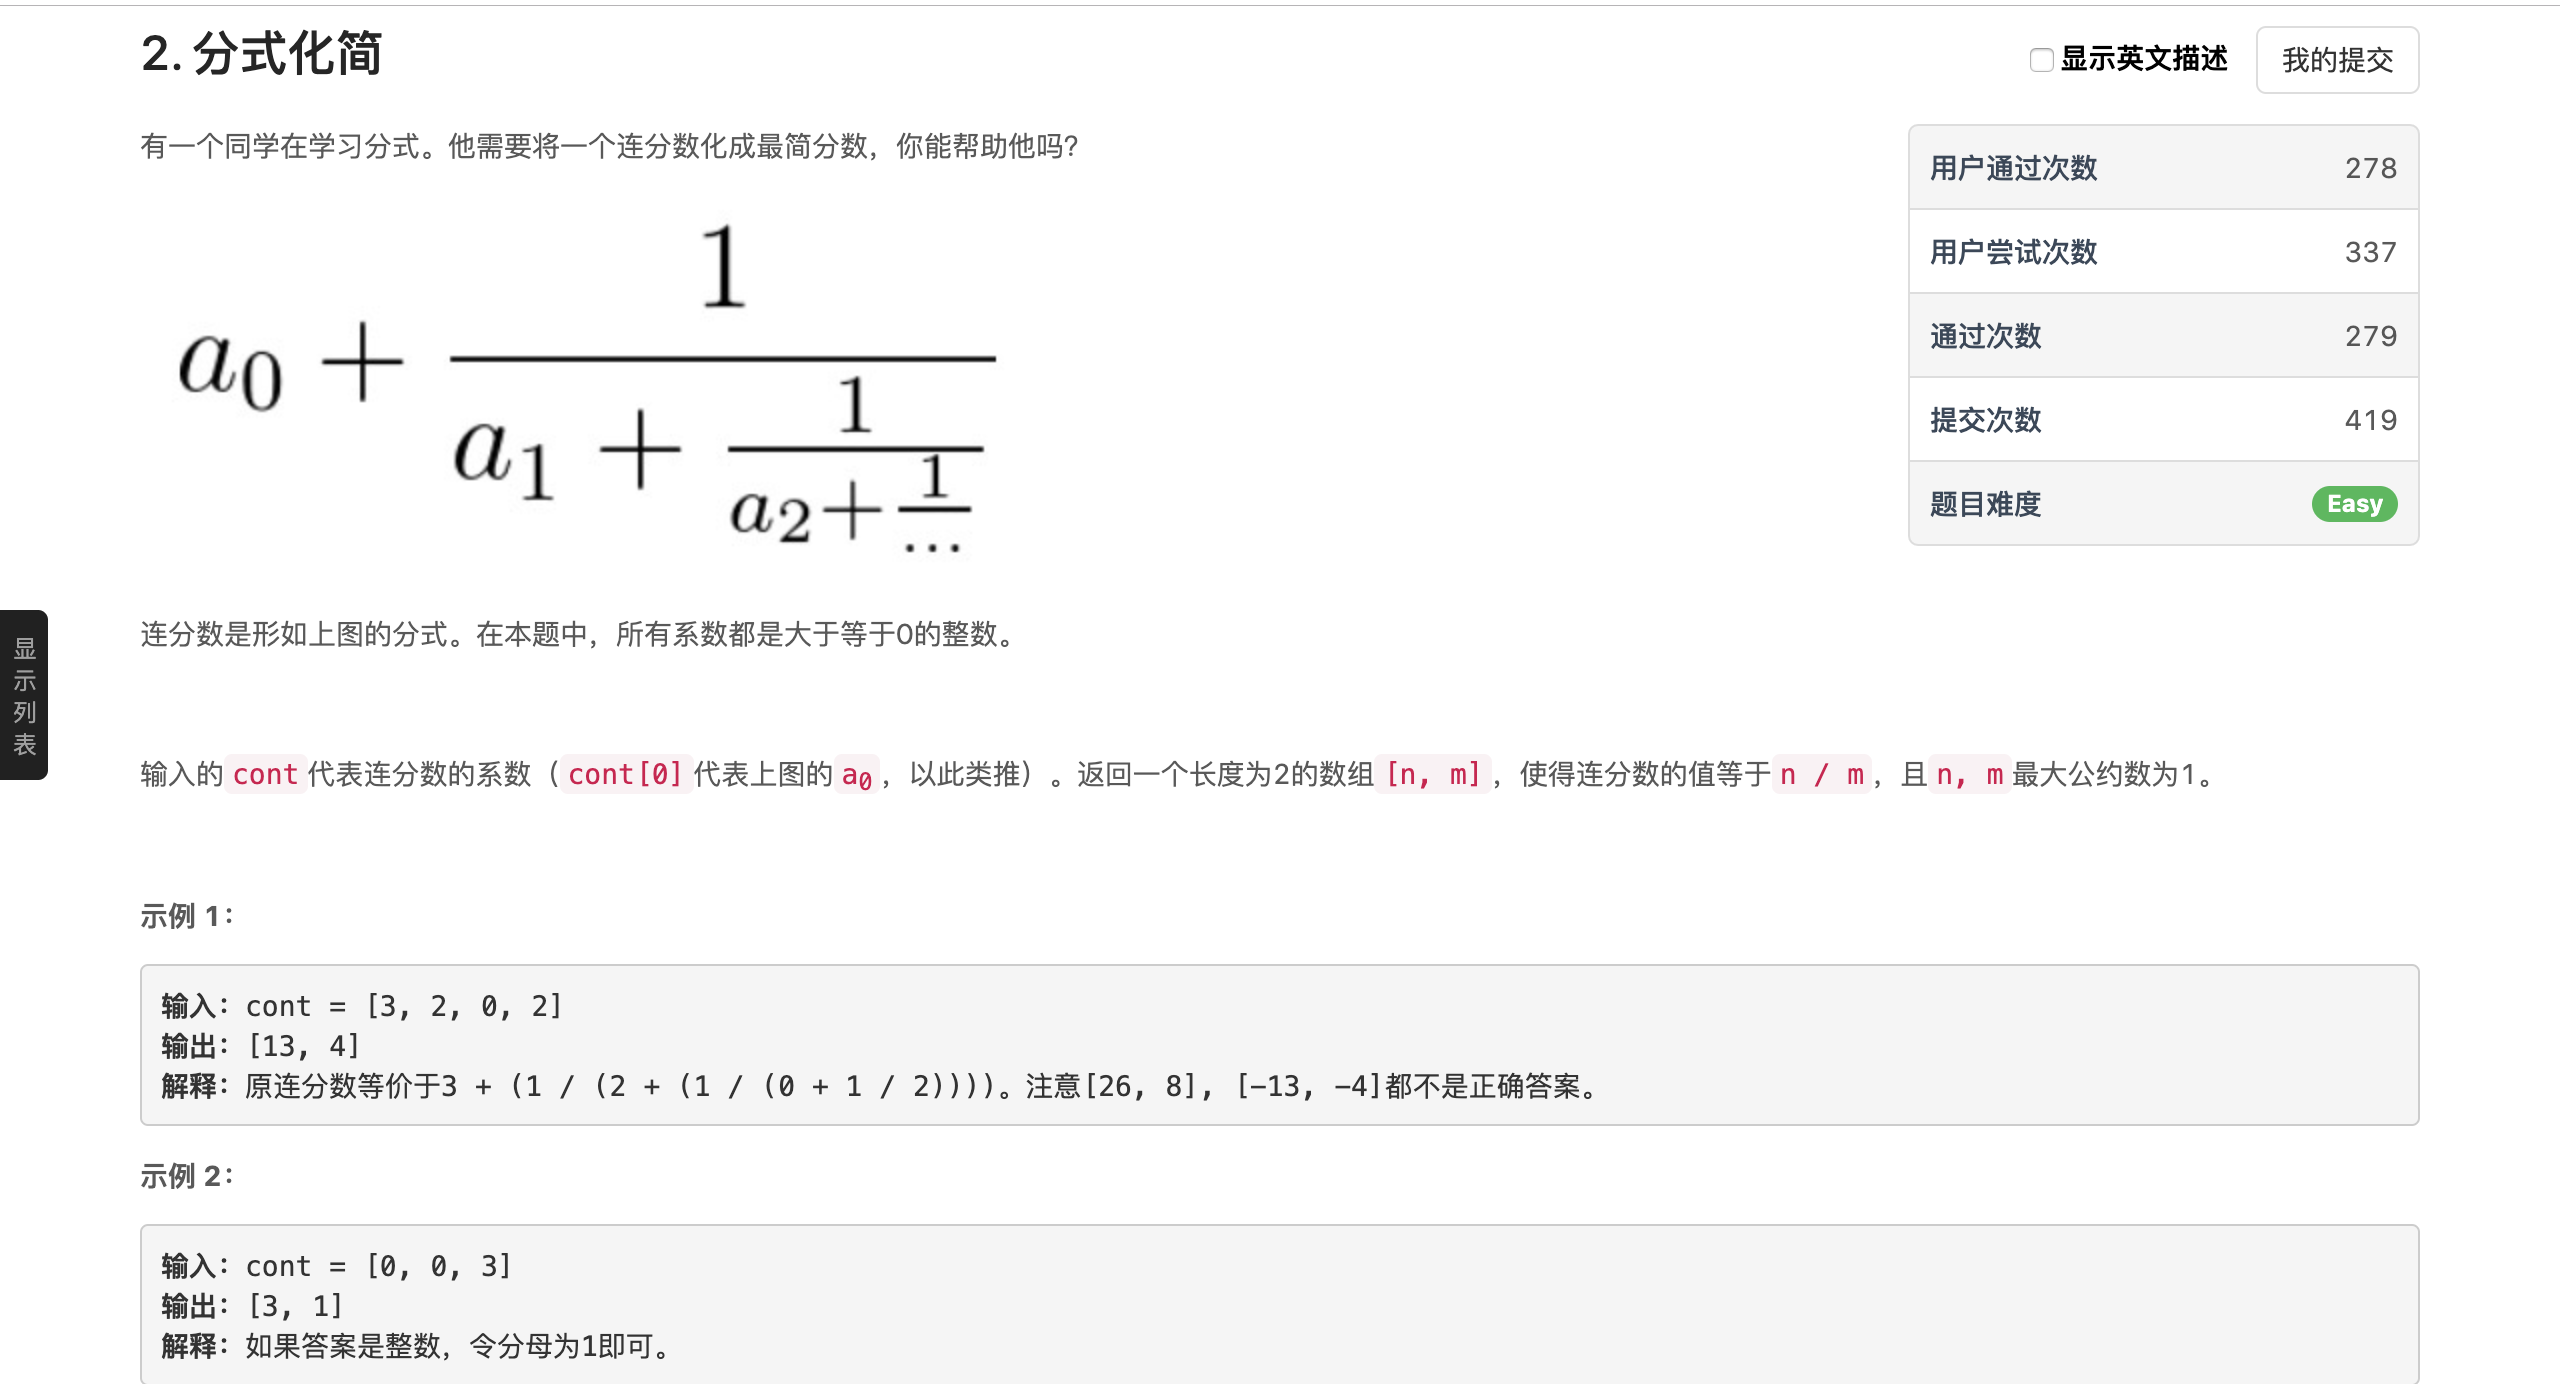 2. 分式化简
显示英文描述
我的提交
有一个同学在学习分式。他需要将一个连分数化成最简分数，你能帮助他吗?
用户通过次数 278
用户尝试次数 337
通过次数 279
提交次数 419
题目难度 Easy
1
a0 +
1
a1 +
1
a2+
...
连分数是形如上图的分式。在本题中，所有系数都是大于等于0的整数。
显示列表
输入的cont代表连分数的系数（cont[0]代表上图的a0，以此类推）。返回一个长度为2的数组[n, m]，使得连分数的值等于n / m，且n, m最大公约数为1。
示例 1：
输入：cont = [3, 2, 0, 2]
输出：[13, 4]
解释：原连分数等价于3 + (1 / (2 + (1 / (0 + 1 / 2))))。注意[26, 8], [-13, -4]都不是正确答案。
示例 2：
输入：cont = [0, 0, 3]
输出：[3, 1]
解释：如果答案是整数，令分母为1即可。